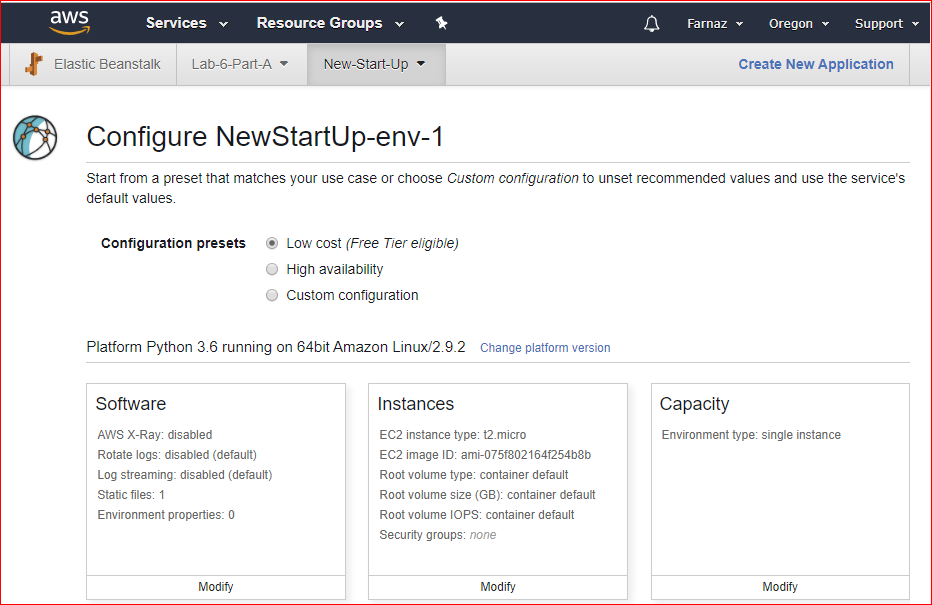 aws Services Resource Groups Farnaz Oregon Support
Elastic Beanstalk Lab-6-Part-A New-Start-Up Create New Application
Configure NewStartUp-env-1
Start from a preset that matches your use case or choose Custom configuration to unset recommended values and use the service's
default values.
Configuration presets Low cost (Free Tier eligible)
High availability
Custom configuration
Platform Python 3.6 running on 64bit Amazon Linux/2.9.2 Change platform version
Software
AWS X-Ray: disabled
Rotate logs: disabled (default)
Log streaming: disabled (default)
Static files: 1
Environment properties: 0
Modify
Instances
EC2 instance type: t2.micro
EC2 image ID: ami-075f802164f254b8b
Root volume type: container default
Root volume size (GB): container default
Root volume IOPS: container default
Security groups: none
Modify
Capacity
Environment type: single instance
Modify